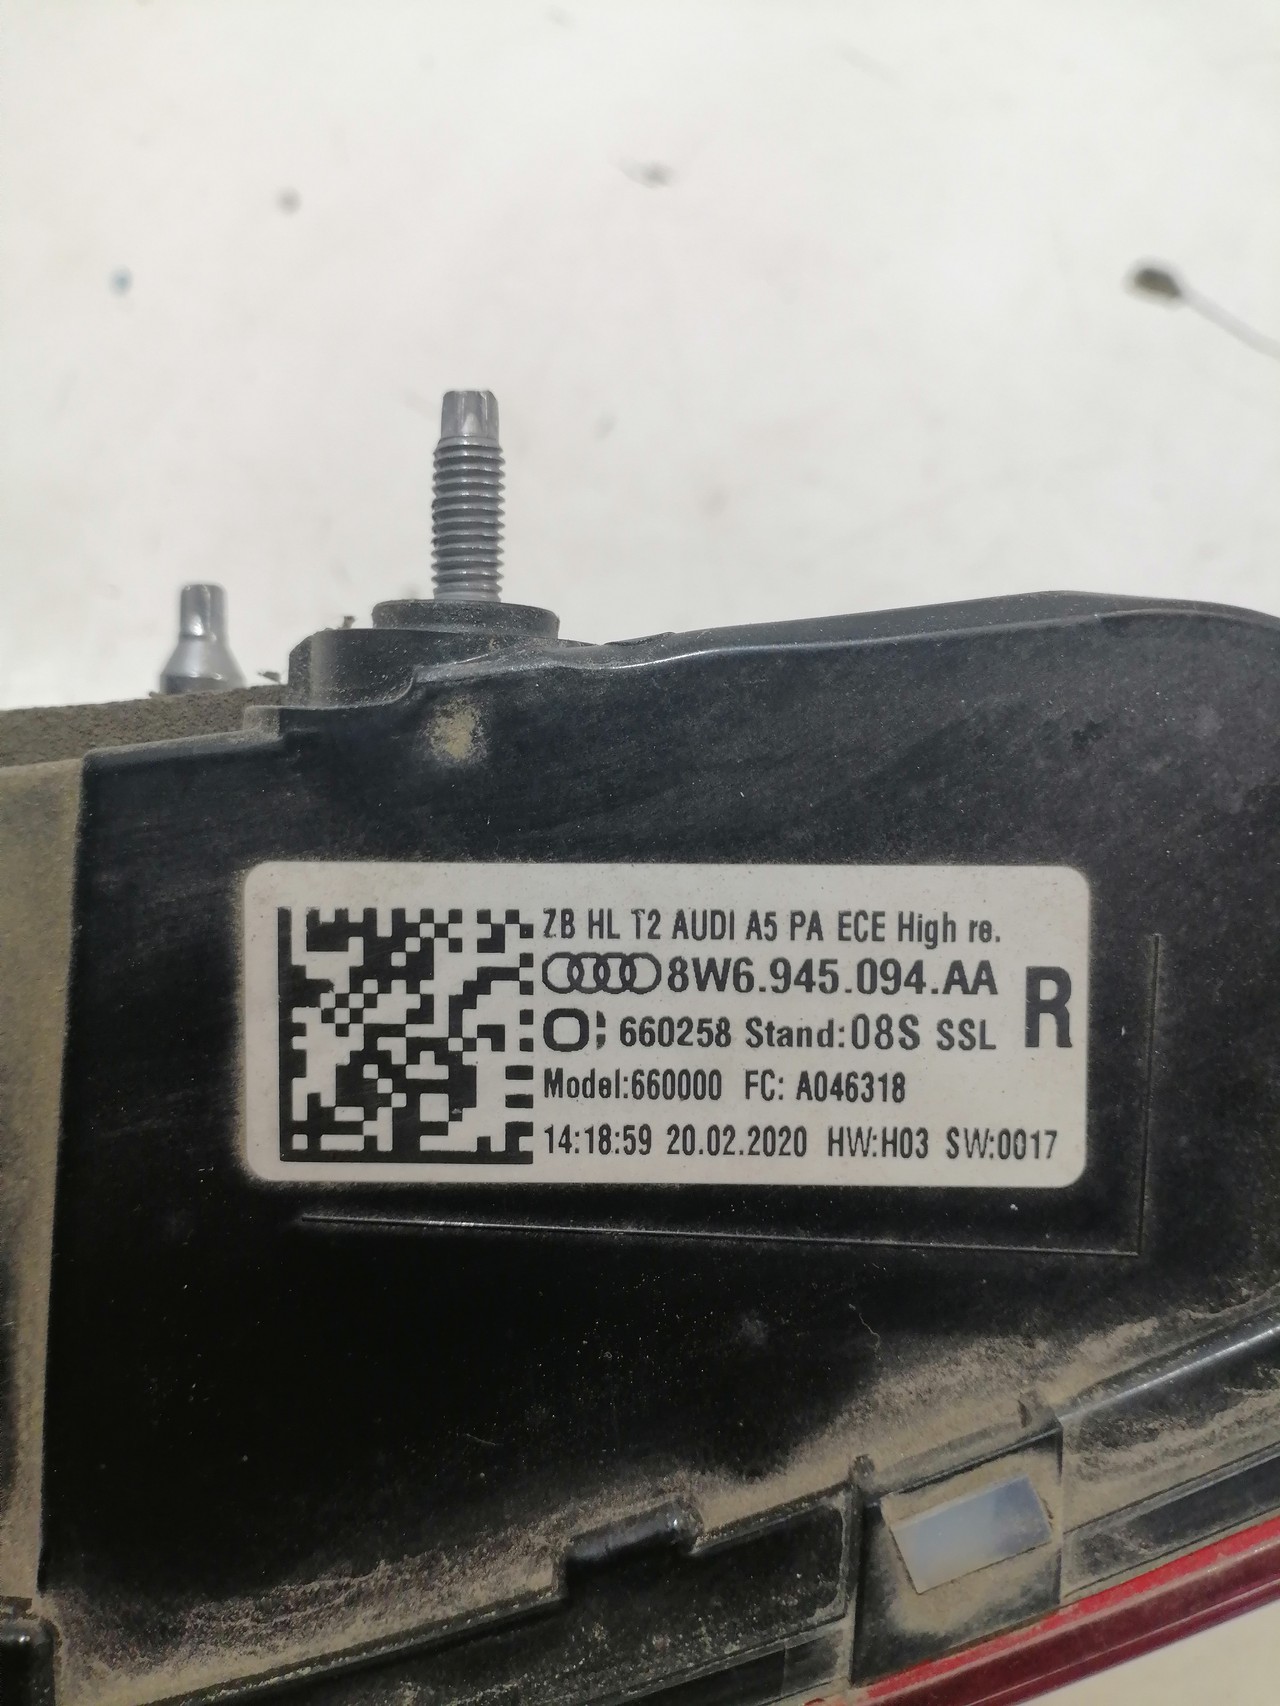 ZB HL T2 AUDI A5 PA ECE High re.
8W6.945.094.AA
R
660258 Stand:08S SSL
Model:660000 FC: A046318
14:18:59 20.02.2020 HW:H03 SW:0017